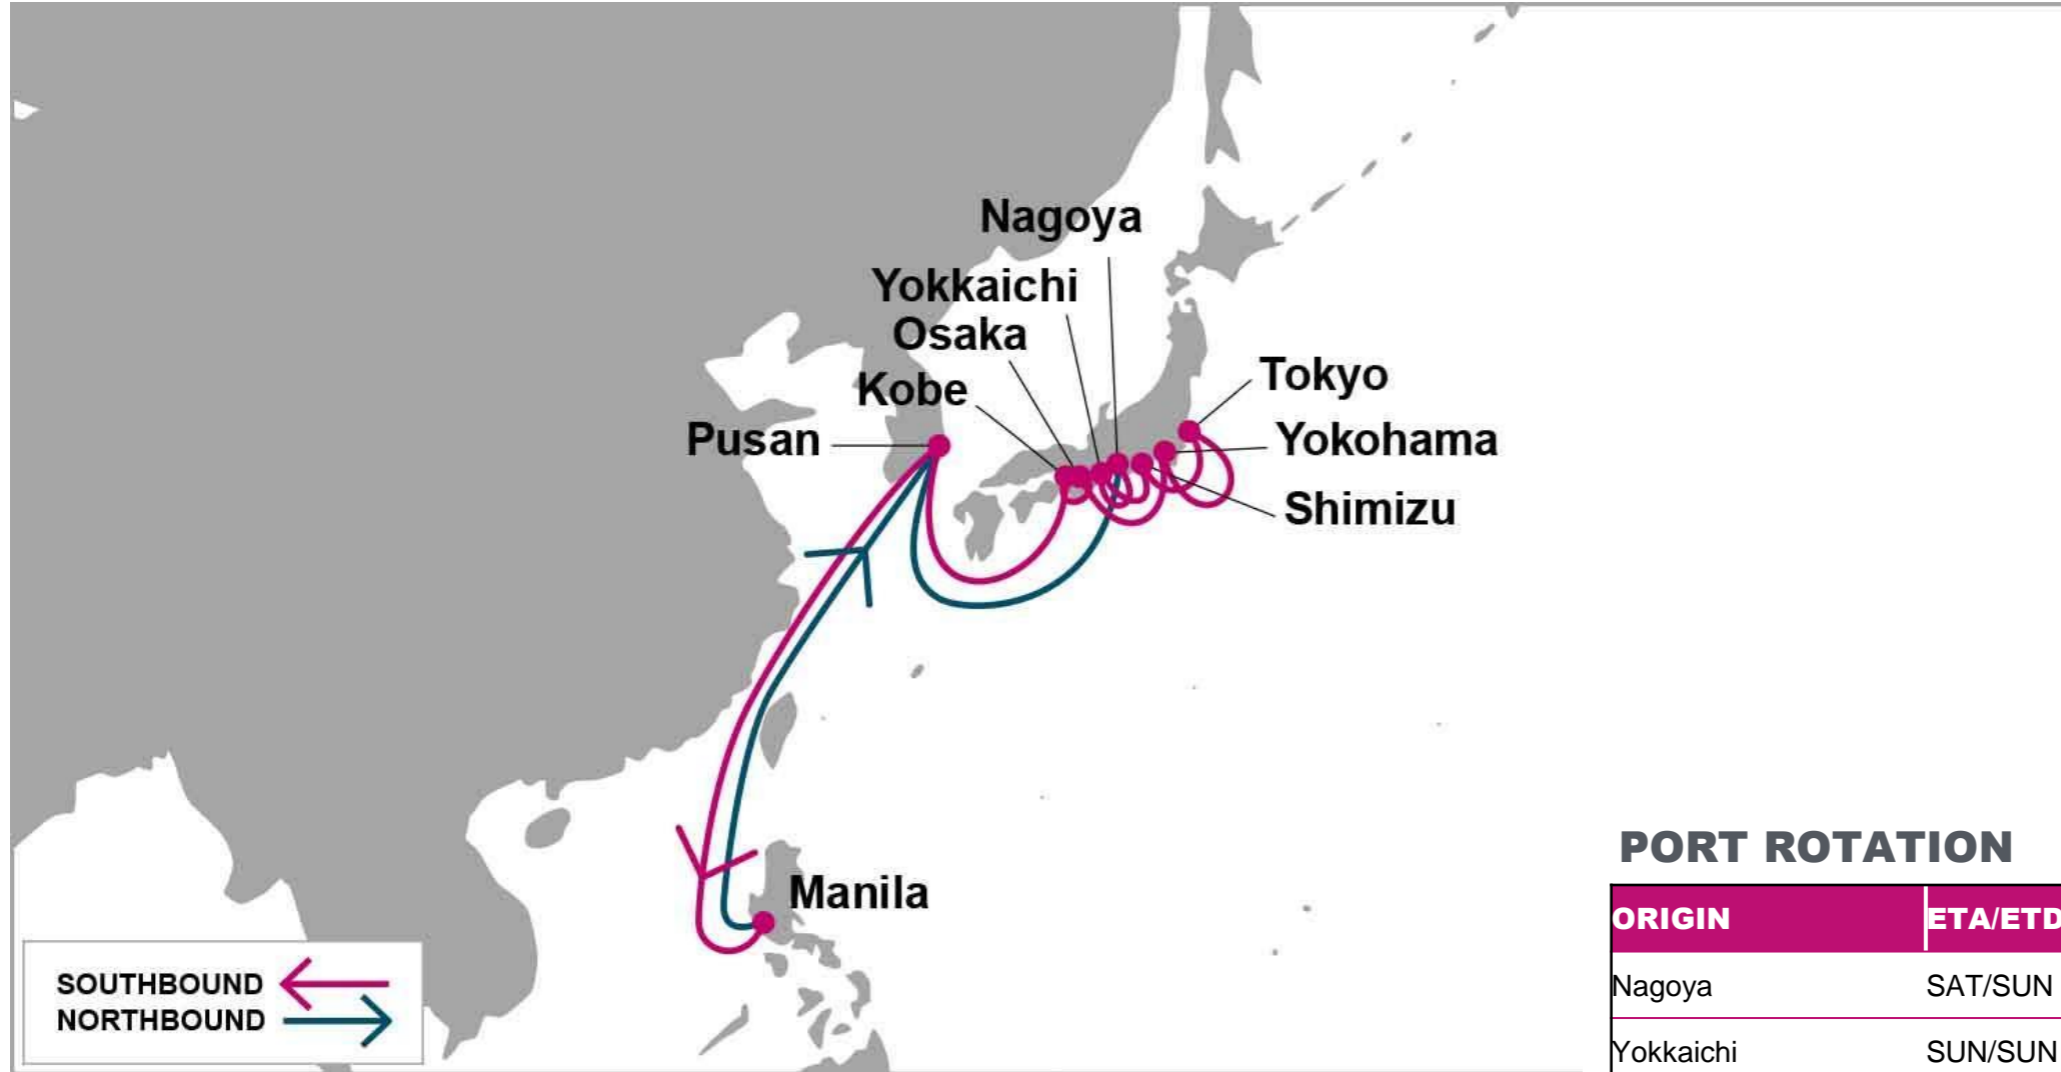 Nagoya
Yokkaichi
Osaka
Kobe
Pusan
Tokyo
Yokohama
Shimizu
Manila
SOUTHBOUND
NORTHBOUND
PORT ROTATION
ORIGIN ETA/ETD
Nagoya SAT/SUN
Yokkaichi SUN/SUN